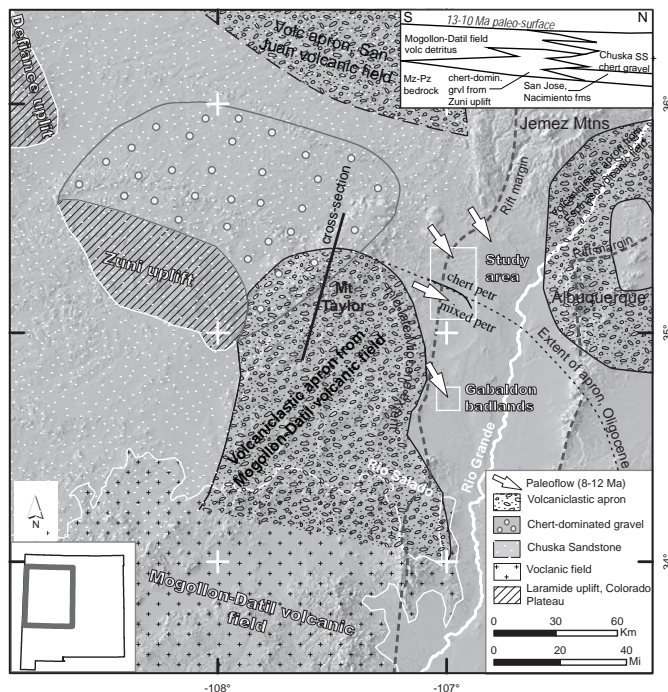 S
N
13-10 Ma paleo-surface
Mogollon-Datil field
volc detritus
Chuska SS +
chert gravel
Mz-Pz
bedrock
chert-domin.
grvl from
Zuni uplift
San Jose,
Nacimiento fms
Defiance uplift
Volc apron, San
Juan volcanic field
36°
Jemez Mtns
Rift margin
Rift margin
cross-section
Zuni uplift
Study
area
chert petr
mixed petr
Mt
Taylor
Albuquerque
35°
Extent of apron, Oligocene
Volcaniclastic apron from
Mogollon-Datil volcanic field
Gabaldon
badlands
Rio Grande
Rio Salado
34°
Mogollon-Datil volcanic
field
N
Paleoflow (8-12 Ma)
Volcaniclastic apron
Chert-dominated gravel
Chuska Sandstone
Voclanic field
Laramide uplift, Colorado
Plateau
0 30 60
Km
0 20 40
Mi
-108°
-107°